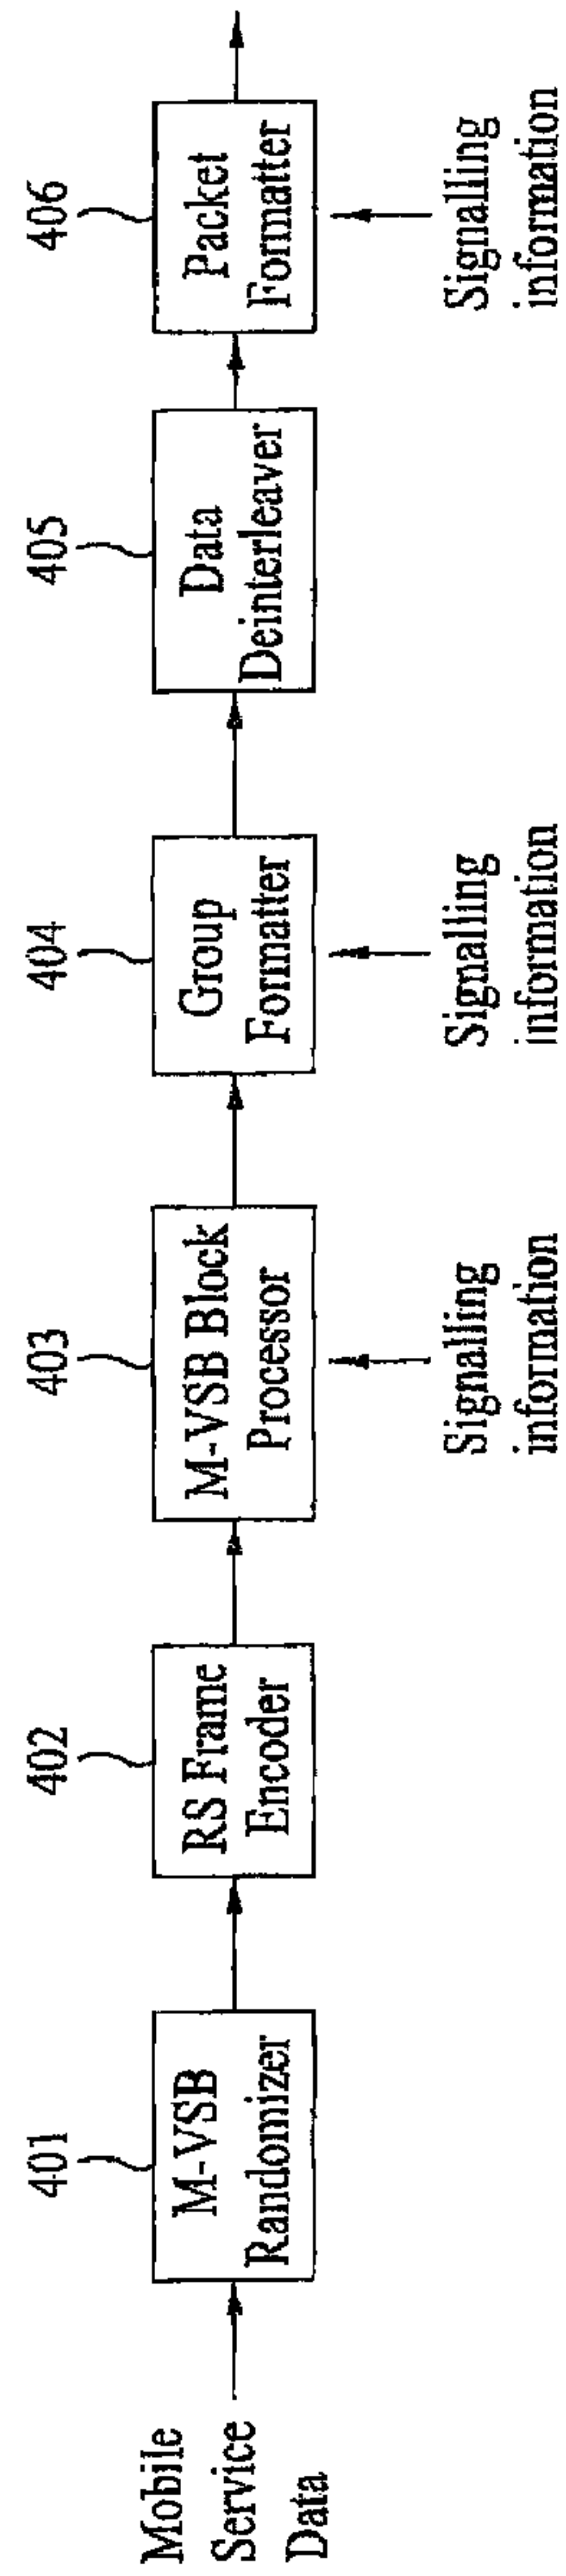 401
402
403
404
405
406
Mobile
Service
Data
M-VSB
Randomizer
RS Frame
Encoder
M-VSB Block
Processor
Group
Formatter
Data
Deinterleaver
Packet
Formatter
Signalling
information
Signalling
information
Signalling
information